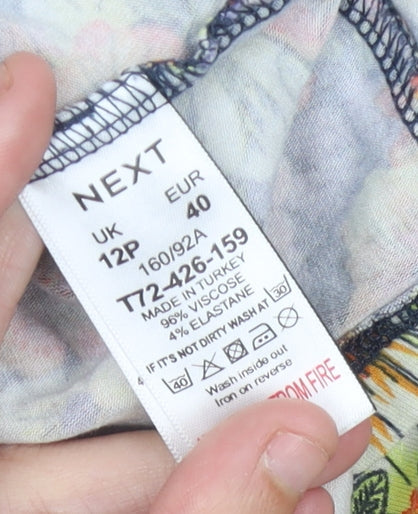 NEXT
UK EUR
12P 40
160/92A
T72-426-159
MADE IN TURKEY
96% VISCOSE
4% ELASTANE
IF IT'S NOT DIRTY WASH AT 30
40
Wash inside out
Iron on reverse
FROM FIRE